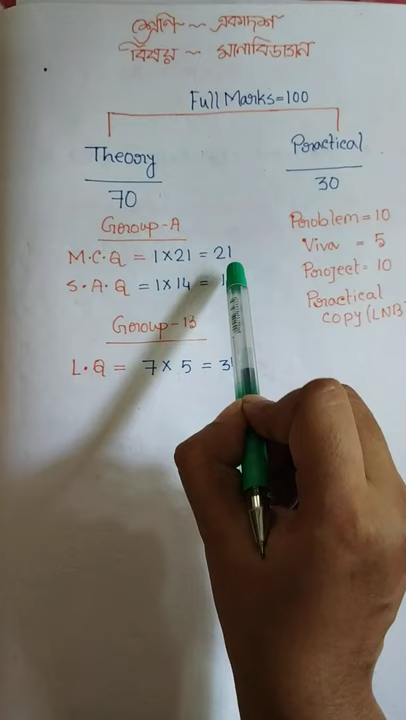 শ্রেণি ~ একাদশ
বিষয় ~ মনোবিজ্ঞান
Full Marks=100
Theory
70
Practical
30
Group-A
M.C.Q = 1×21 = 21
S.A.Q = 1×14 = 1
Group-B
L.Q = 7×5 = 3
Problem = 10
Viva = 5
Project = 10
Practical
copy (LNB)